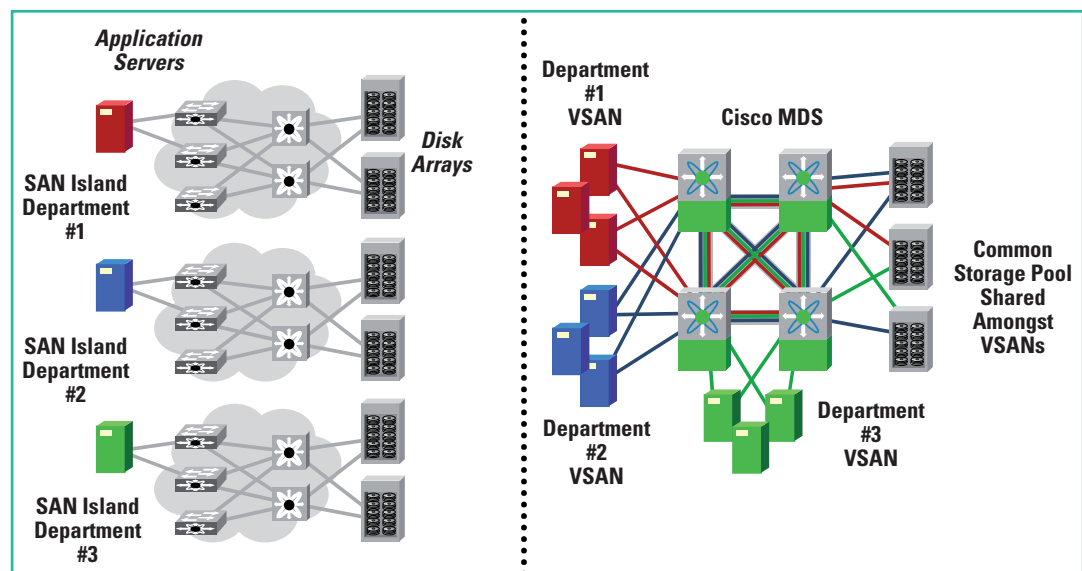 Application
Servers
Disk
Arrays
SAN Island
Department
#1
SAN Island
Department
#2
SAN Island
Department
#3
Department
#1
VSAN
Cisco MDS
Common
Storage Pool
Shared
Amongst
VSANs
Department
#2
VSAN
Department
#3
VSAN